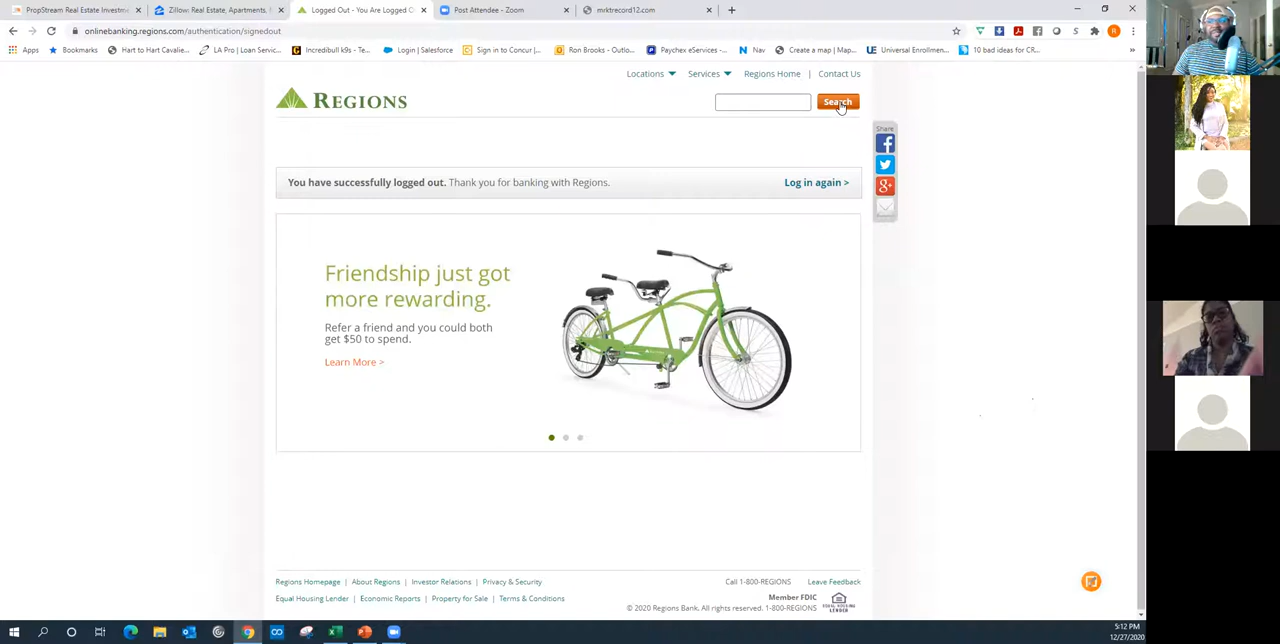 PropStream Real Estate Investm
Zillow: Real Estate, Apartments,
Logged Out - You Are Logged O
Post Attendee - Zoom
mrktrecord12.com
onlinebanking.regions.com/authentication/signedout
Apps
Bookmarks
Hart to Hart Cavalie...
LA Pro | Loan Servic...
Incredibull k9s - Te...
Login | Salesforce
Sign in to Concur |...
Ron Brooks - Outlo...
Paychex eServices -...
Nav
Create a map | Map...
Universal Enrollmen...
10 bad ideas for CR...
Locations
Services
Regions Home | Contact Us
REGIONS
Search
Share
You have successfully logged out. Thank you for banking with Regions.
Log in again >
Friendship just got
more rewarding.
Refer a friend and you could both
get $50 to spend.
Learn More >
Regions Homepage | About Regions | Investor Relations | Privacy & Security
Call 1-800-REGIONS
Leave Feedback
Equal Housing Lender | Economic Reports | Property for Sale | Terms & Conditions
Member FDIC
© 2020 Regions Bank. All rights reserved. 1-800-REGIONS
EQUAL HOUSING
LENDER
5:12 PM
12/27/2020